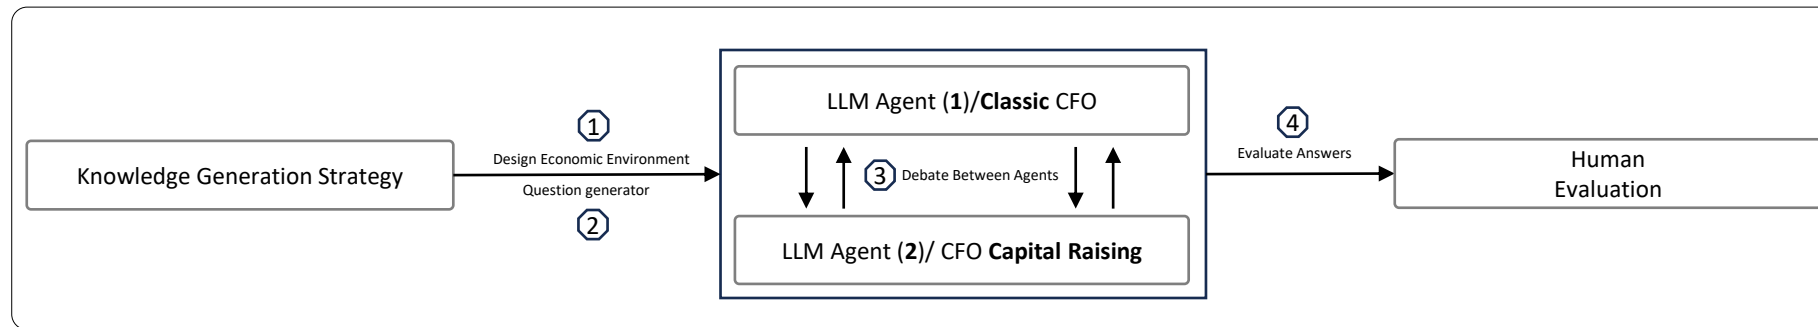 Knowledge Generation Strategy
1
Design Economic Environment
Question generator
2
LLM Agent (1)/Classic CFO
3
Debate Between Agents
LLM Agent (2)/ CFO Capital Raising
4
Evaluate Answers
Human
Evaluation